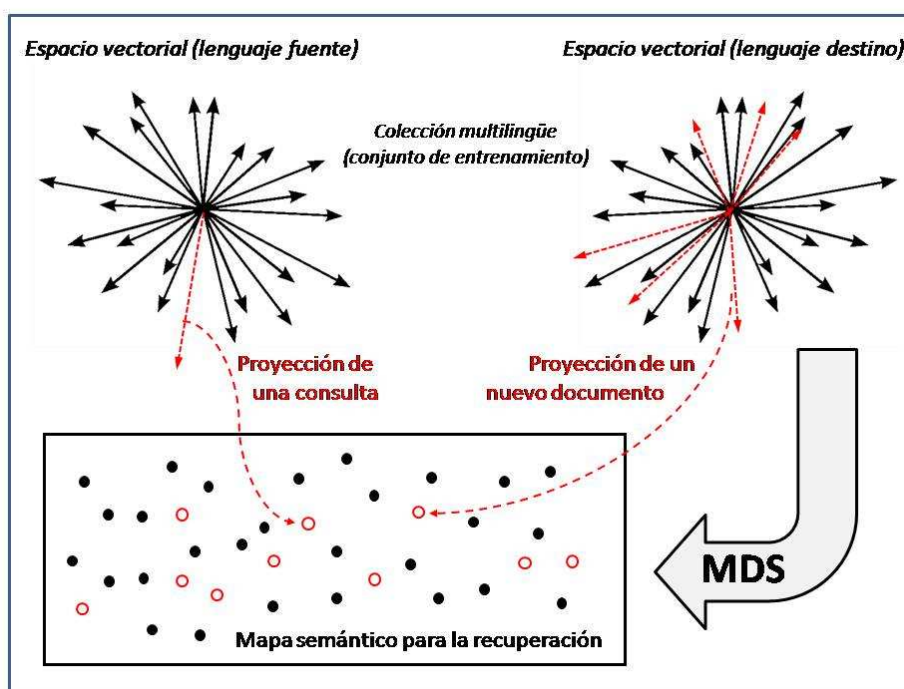 Espacio vectorial (lenguaje fuente)
Espacio vectorial (lenguaje destino)
Colección multilingüe
(conjunto de entrenamiento)
Proyección de
una consulta
Proyección de un
nuevo documento
MDS
Mapa semántico para la recuperación